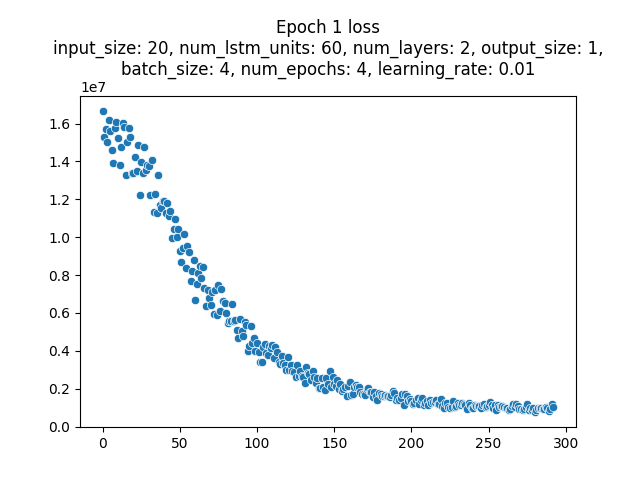 Epoch 1 loss
input_size: 20, num_lstm_units: 60, num_layers: 2, output_size: 1,
batch_size: 4, num_epochs: 4, learning_rate: 0.01
1e7
1.6
1.4
1.2
1.0
0.8
0.6
0.4
0.2
0.0
0 50 100 150 200 250 300